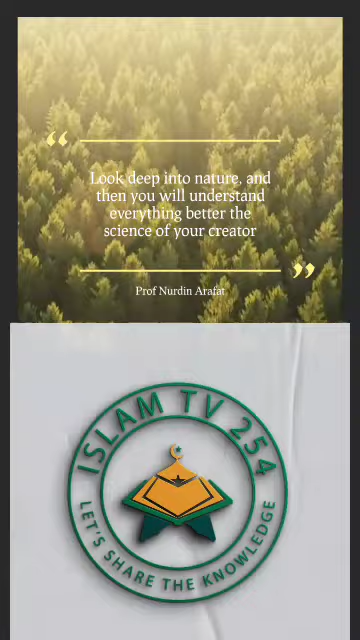 “
Look deep into nature, and
then you will understand
everything better the
science of your creator
”
Prof Nurdin Arafat
ISLAM TV 254
LET'S SHARE THE KNOWLEDGE